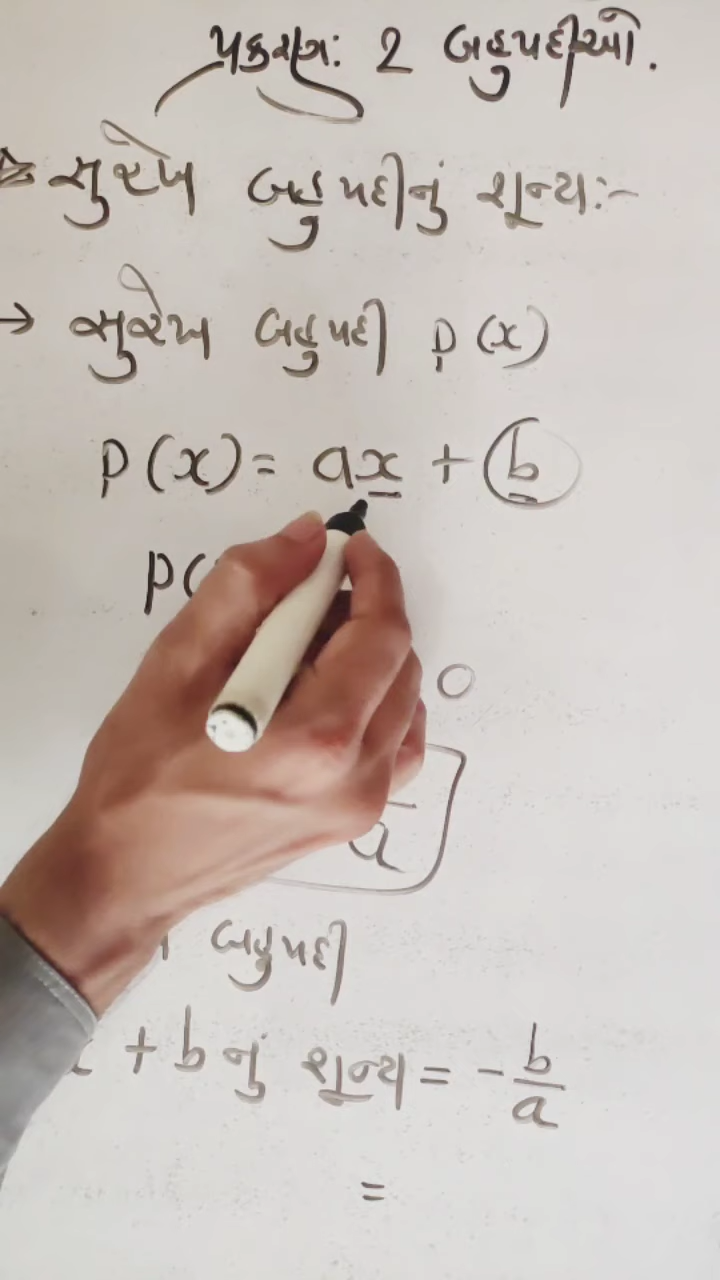 પ્રકરણ: 2 બહુપદીઓ.
સુરેખ બહુપદીનું શૂન્ય:-
→ સુરેખ બહુપદી p(x)
p(x) = ax + b
p(
0
a
બહુપદી
+ b નું શૂન્ય = - b/a
=